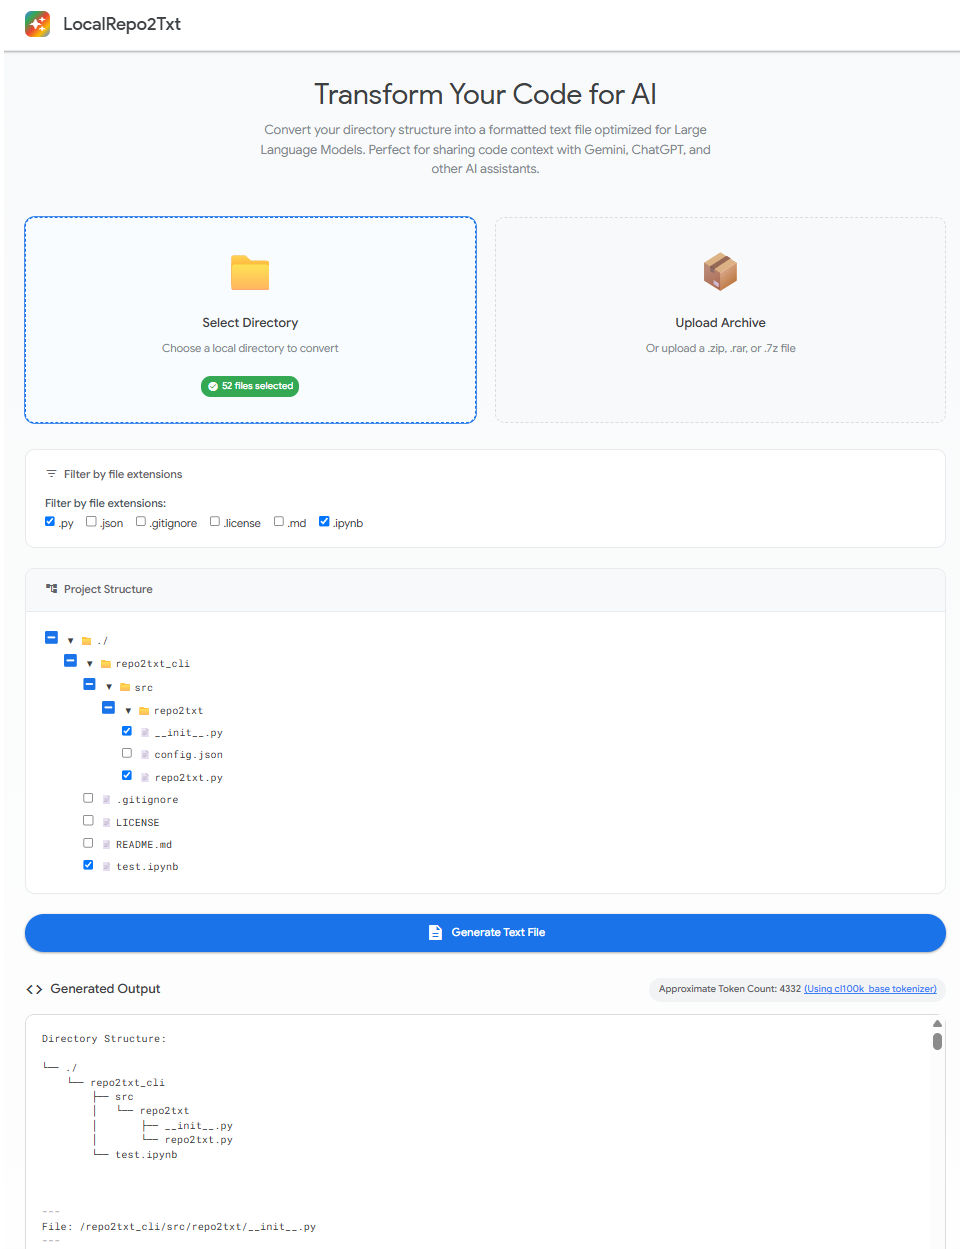 LocalRepo2Txt
Transform Your Code for AI
Convert your directory structure into a formatted text file optimized for Large
Language Models. Perfect for sharing code context with Gemini, ChatGPT, and
other AI assistants.
Select Directory
Choose a local directory to convert
52 files selected
Upload Archive
Or upload a .zip, .rar, or .7z file
Filter by file extensions
Filter by file extensions:
.py .json .gitignore .license .md .ipynb
Project Structure
./
repo2txt_cli
src
repo2txt
__init__.py
config.json
repo2txt.py
.gitignore
LICENSE
README.md
test.ipynb
Generate Text File
<> Generated Output
Approximate Token Count: 4332 (Using cl100k_base tokenizer)
Directory Structure:
└── ./
    └── repo2txt_cli
        ├── src
        │   └── repo2txt
        │       ├── __init__.py
        │       └── repo2txt.py
        └── test.ipynb
---
File: /repo2txt_cli/src/repo2txt/__init__.py
---